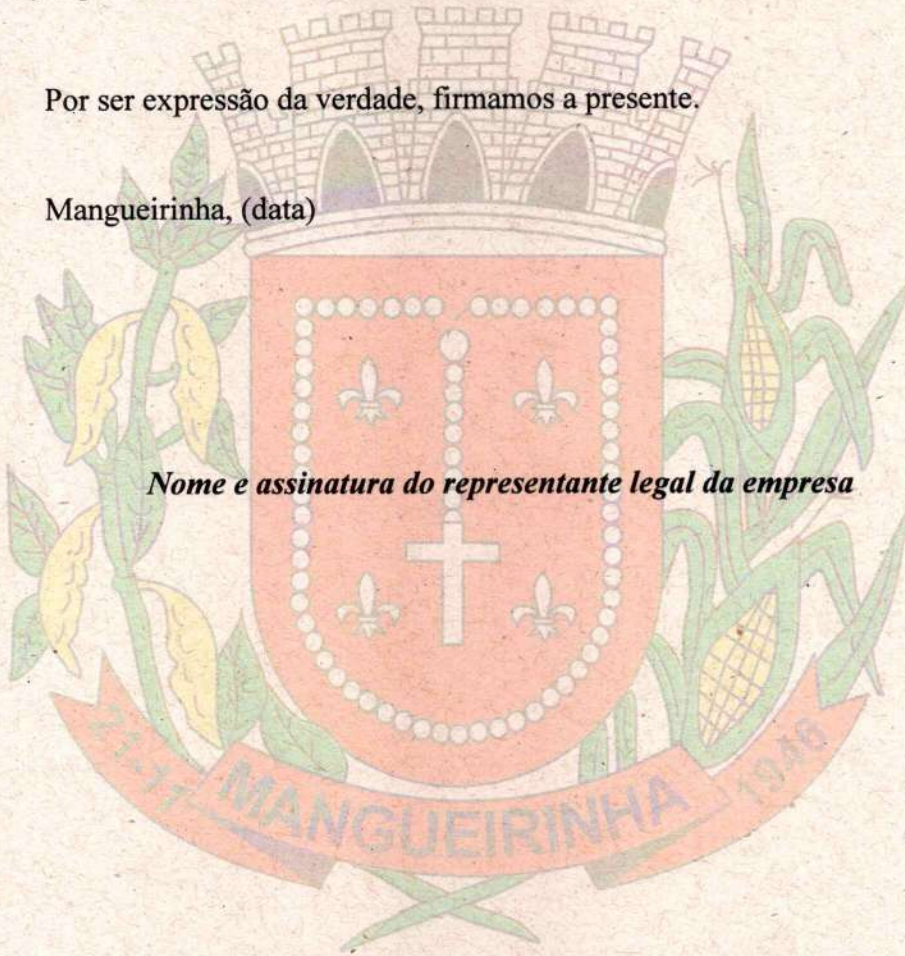 Por ser expressão da verdade, firmamos a presente.
Mangueirinha, (data)
Nome e assinatura do representante legal da empresa
21-11 MANGUEIRINHA 1946